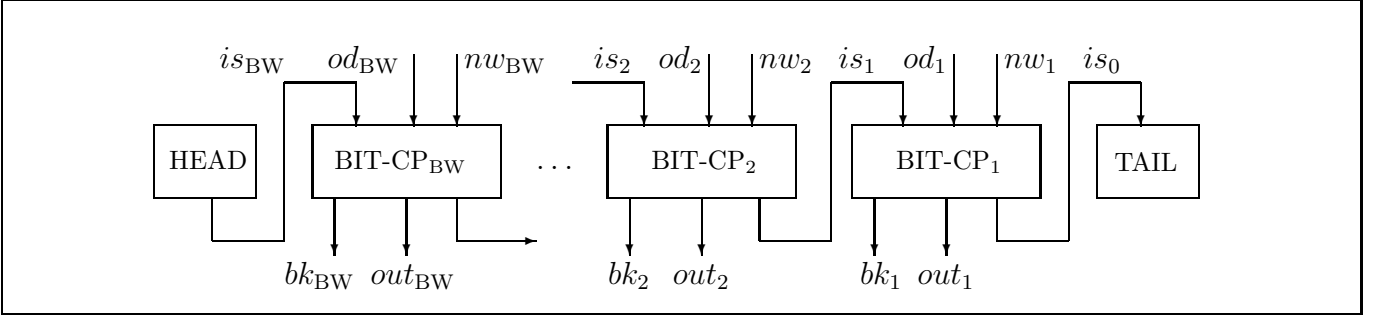 is_BW od_BW nw_BW is_2 od_2 nw_2 is_1 od_1 nw_1 is_0
HEAD BIT-CP_BW ... BIT-CP_2 BIT-CP_1 TAIL
bk_BW out_BW bk_2 out_2 bk_1 out_1